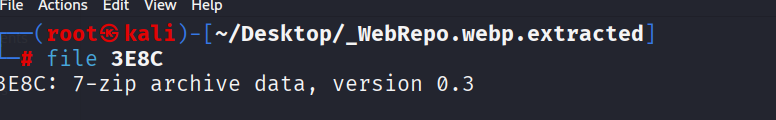 File Actions Edit View Help
┌──(root㉿kali)-[~/Desktop/_WebRepo.webp.extracted]
└─# file 3E8C
3E8C: 7-zip archive data, version 0.3